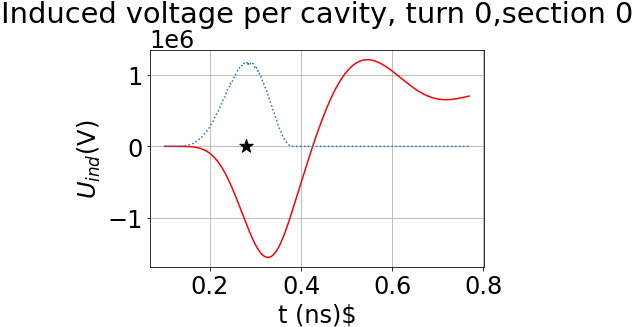 Induced voltage per cavity, turn 0,section 0
1e6
1
0
−1
U_ind(V)
0.2 0.4 0.6 0.8
t (ns)$